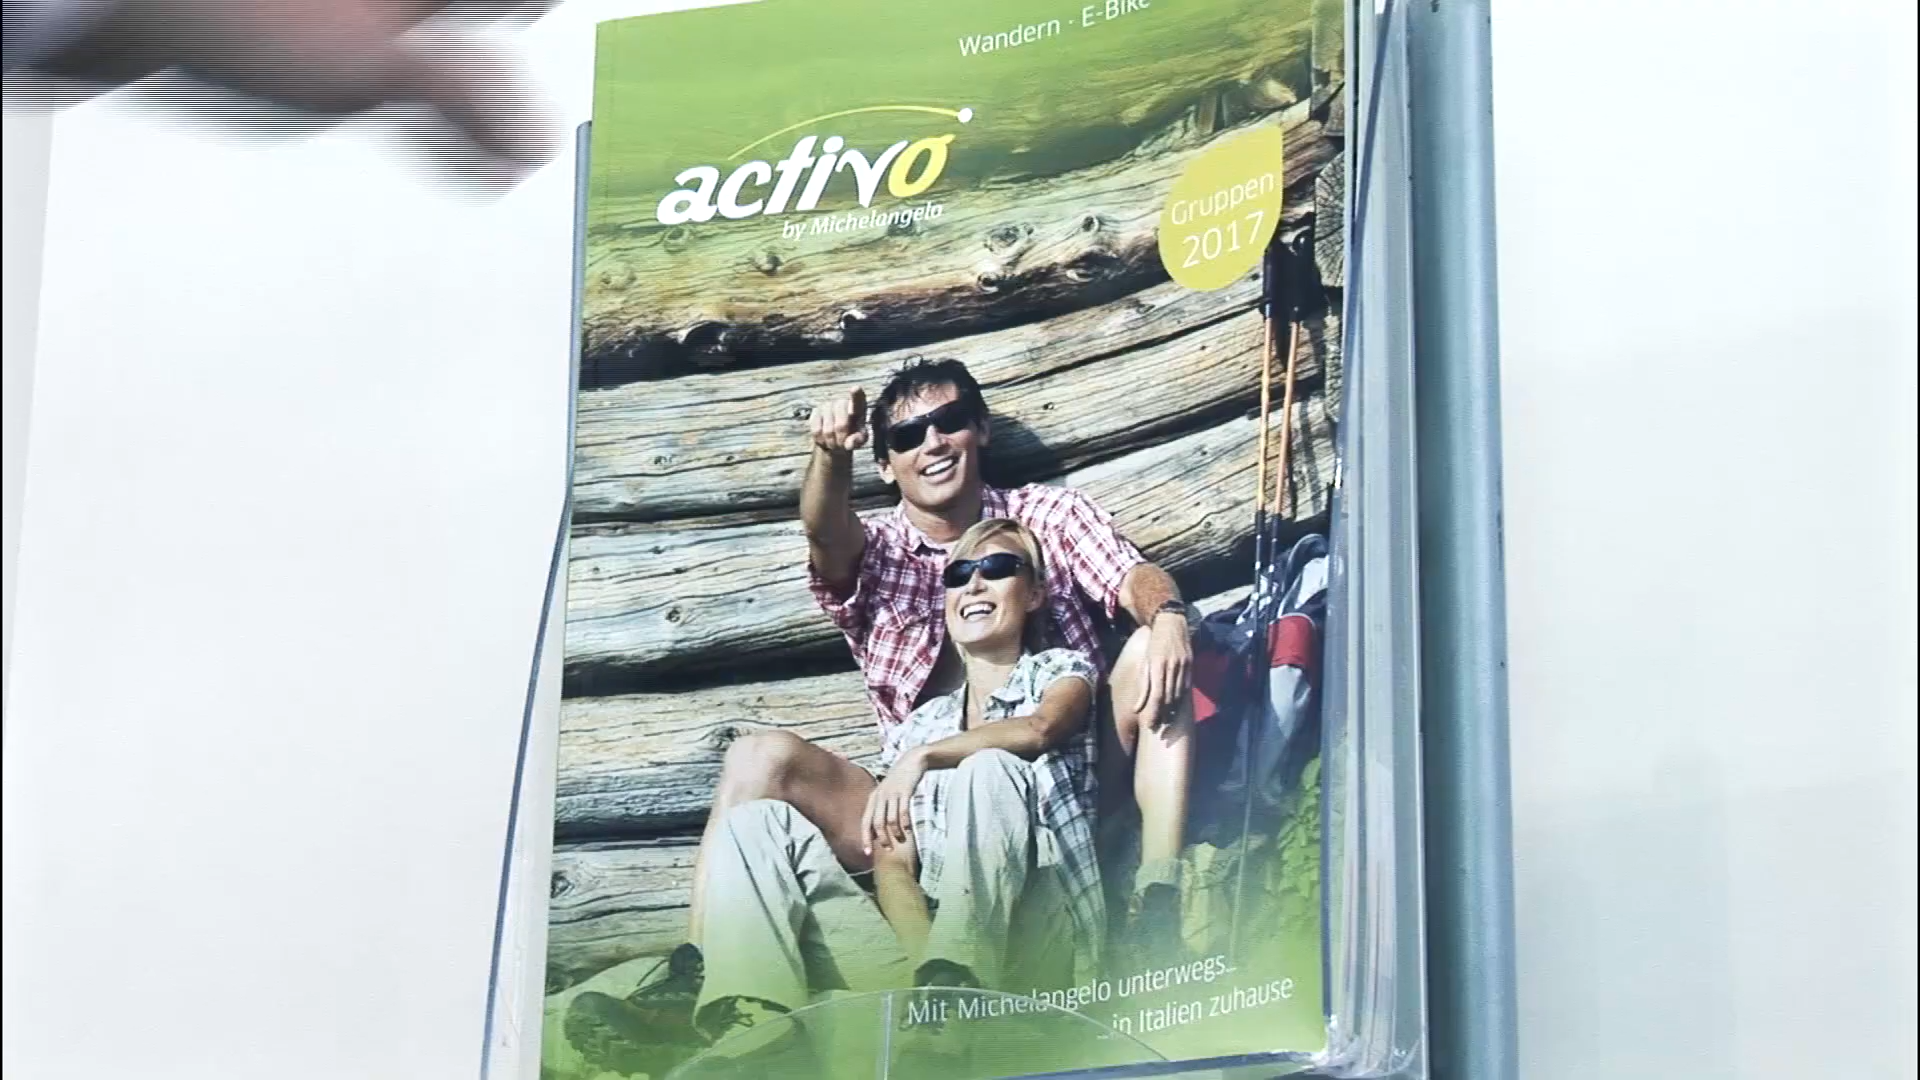 Wandern · E-Bike
activo
by Michelangelo
Gruppen
2017
Mit Michelangelo unterwegs...
...in Italien zuhause